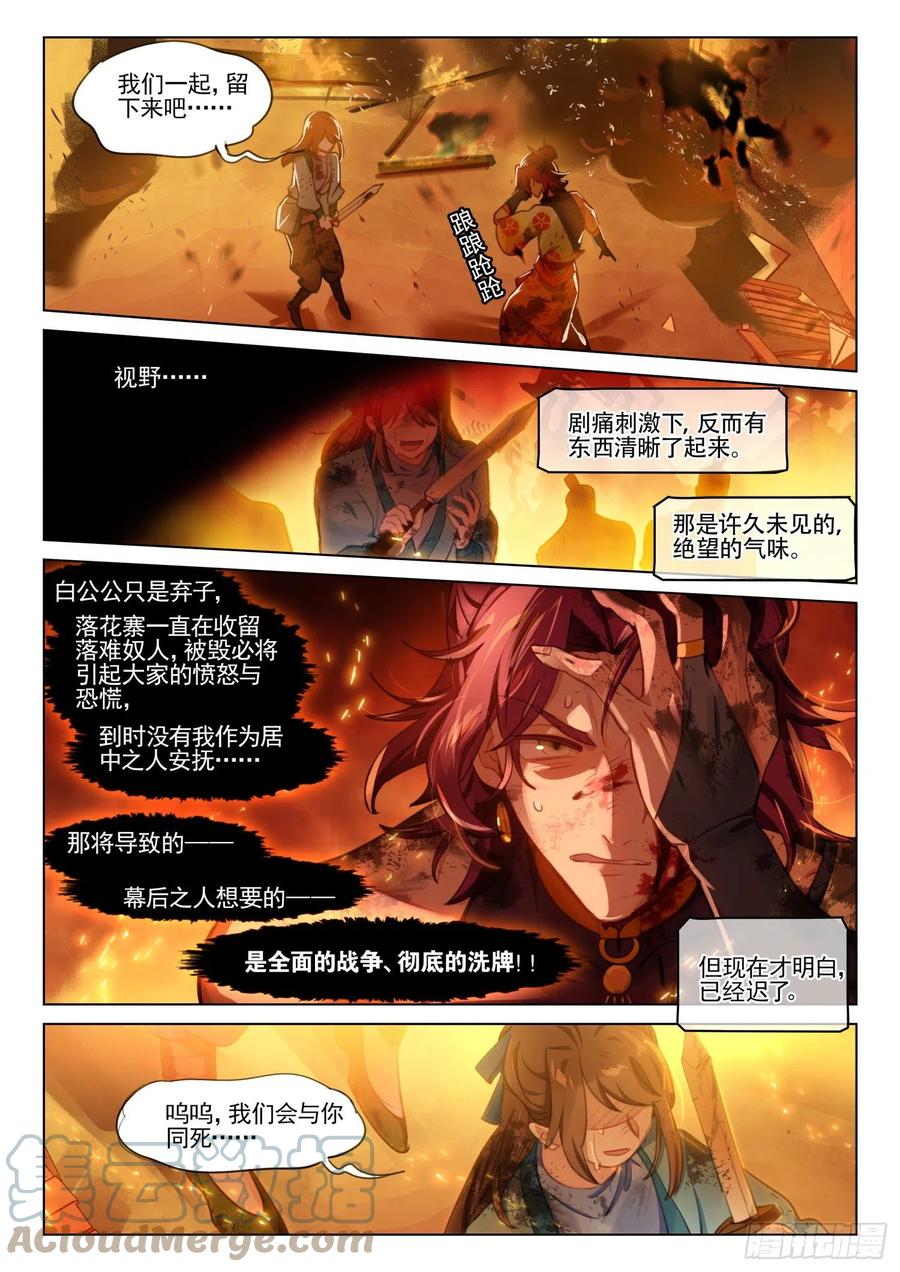 我们一起，留
下来吧……
踉踉跄跄
视野……
剧痛刺激下，反而有
东西清晰了起来。
那是许久未见的，
绝望的气味。
白公公只是弃子，
落花寨一直在收留
落难奴人，被毁必将
引起大家的愤怒与
恐慌，
到时没有我作为居
中之人安抚……
那将导致的——
幕后之人想要的——
是全面的战争、彻底的洗牌！！
但现在才明白，
已经迟了。
呜呜，我们会与你
同死……
集云数据
AcloudMerge.com
腾讯动漫